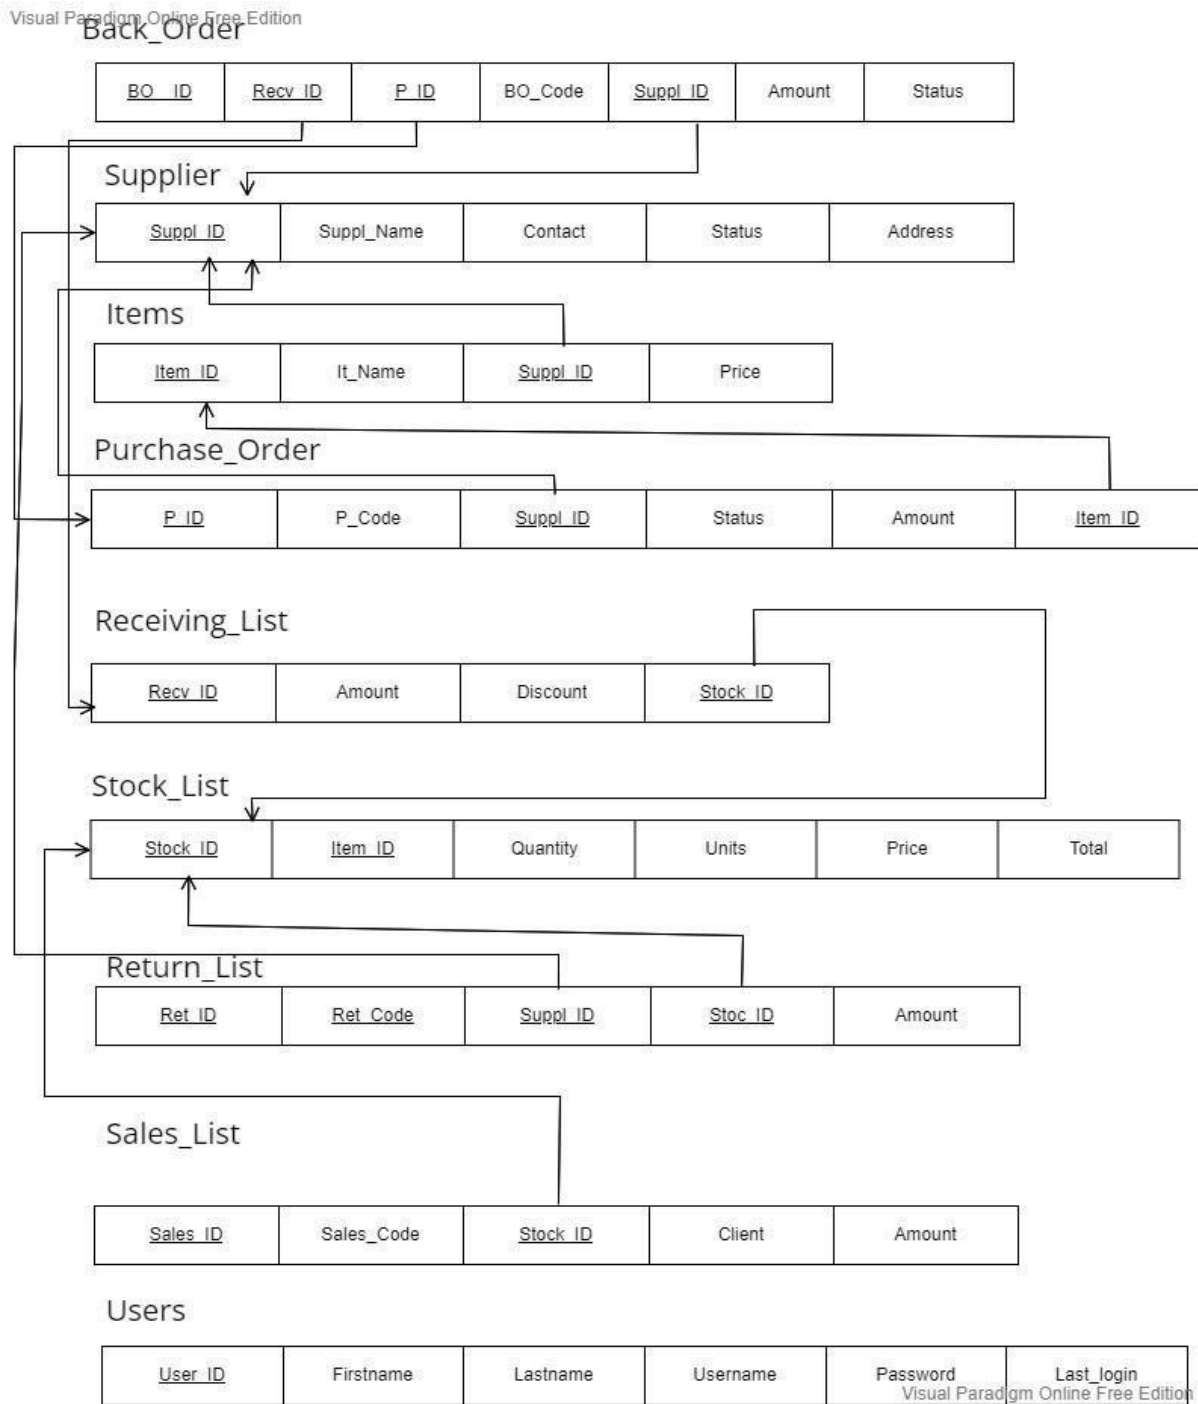 Visual Paradigm Online Free Edition
Back_Order
BO__ID Recv_ID P_ID BO_Code Suppl_ID Amount Status
Supplier
Suppl_ID Suppl_Name Contact Status Address
Items
Item_ID It_Name Suppl_ID Price
Purchase_Order
P_ID P_Code Suppl_ID Status Amount Item_ID
Receiving_List
Recv_ID Amount Discount Stock_ID
Stock_List
Stock_ID Item_ID Quantity Units Price Total
Return_List
Ret_ID Ret_Code Suppl_ID Stoc_ID Amount
Sales_List
Sales_ID Sales_Code Stock_ID Client Amount
Users
User_ID Firstname Lastname Username Password Last_login
Visual Paradigm Online Free Edition